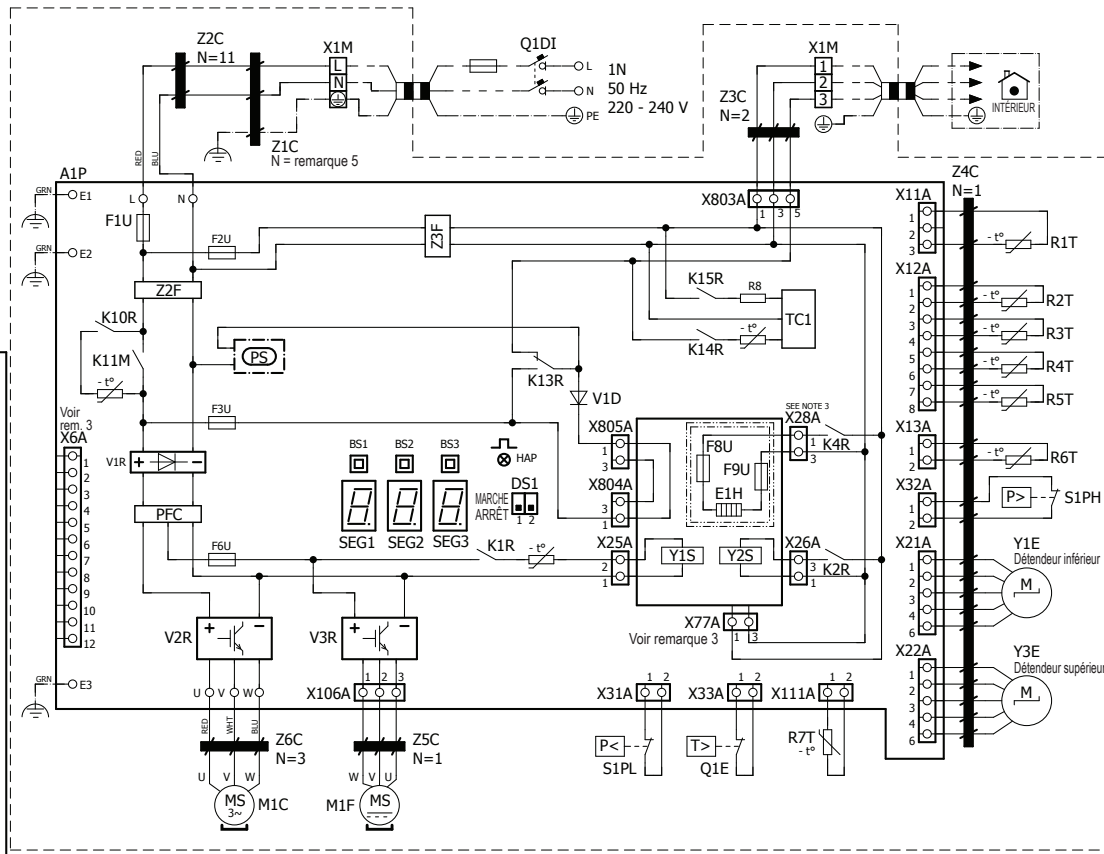 Z2C
N=11
X1M
L
N
Q1DI
L
N
PE
1N
50 Hz
220 - 240 V
Z1C
N = remarque 5
X1M
1
2
3
Z3C
N=2
INTÉRIEUR
RED
BLU
A1P
GRN
E1
L
N
F1U
GRN
E2
F2U
Z2F
Z3F
X803A
1
3
5
Z4C
N=1
X11A
1
2
3
- t°
R1T
X12A
1
2
3
4
5
6
7
8
- t°
R2T
- t°
R3T
- t°
R4T
- t°
R5T
K10R
K11M
- t°
PS
K15R
R8
TC1
K14R
- t°
K13R
V1D
Voir
rem. 3
X6A
1
2
3
4
5
6
7
8
9
10
11
12
F3U
V1R
+
-
PFC
F6U
BS1
BS2
BS3
HAP
DS1
MARCHE
ARRÊT
1 2
SEG1
SEG2
SEG3
K1R
- t°
X805A
1
3
X804A
3
1
X25A
2
1
F8U
F9U
E1H
Y1S
Y2S
SEE NOTE 3
X28A
1
3
K4R
X26A
3
1
K2R
X77A
1
3
Voir remarque 3
X13A
1
2
- t°
R6T
X32A
1
2
P>
S1PH
X21A
1
2
3
4
6
Y1E
Détendeur inférieur
M
X22A
1
2
3
4
6
Y3E
Détendeur supérieur
M
V2R
+
-
V3R
+
-
GRN
E3
U
V
W
RED
WHT
BLU
X106A
1
2
3
Z6C
N=3
U
V
W
MS
3~
M1C
Z5C
N=1
W
V
U
M1F
MS
X31A
1 2
P<
S1PL
X33A
1 2
T>
Q1E
X111A
1 2
R7T
- t°